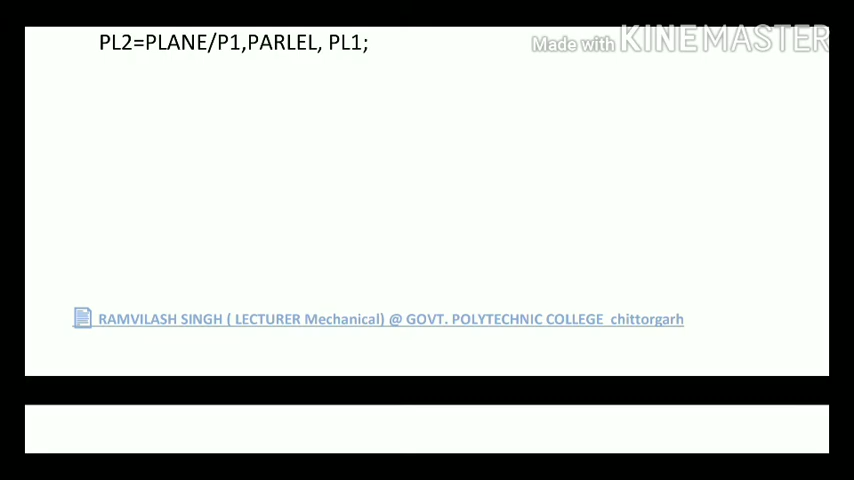 PL2=PLANE/P1,PARLEL, PL1;
Made with KINEMASTER
RAMVILASH SINGH ( LECTURER Mechanical) @ GOVT. POLYTECHNIC COLLEGE chittorgarh